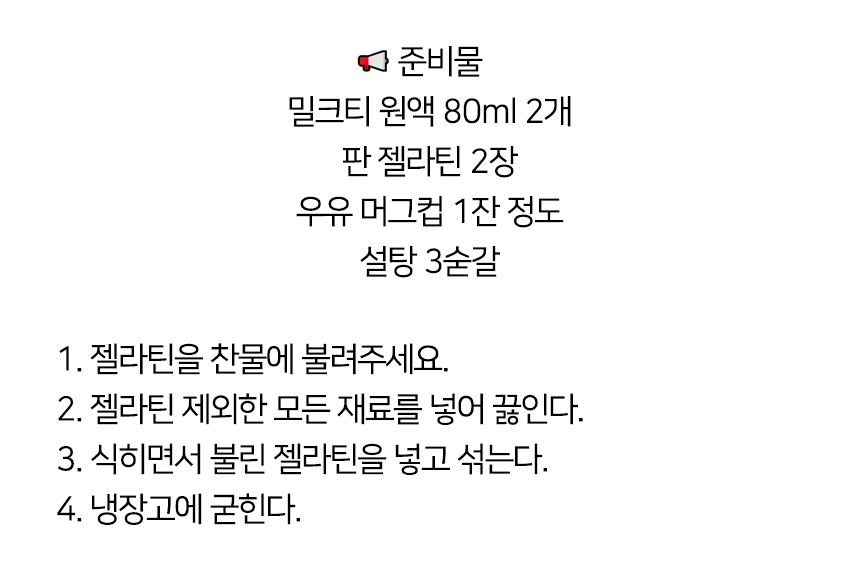 📢 준비물
밀크티 원액 80ml 2개
판 젤라틴 2장
우유 머그컵 1잔 정도
설탕 3숟갈
1. 젤라틴을 찬물에 불려주세요.
2. 젤라틴 제외한 모든 재료를 넣어 끓인다.
3. 식히면서 불린 젤라틴을 넣고 섞는다.
4. 냉장고에 굳힌다.